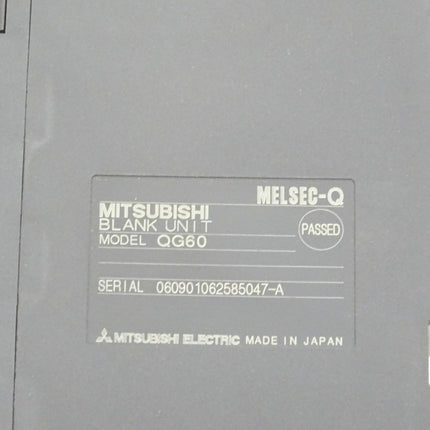 MELSEC-Q
MITSUBISHI
BLANK UNIT
MODEL QG60
PASSED
SERIAL 060901062585047-A
MITSUBISHI ELECTRIC MADE IN JAPAN